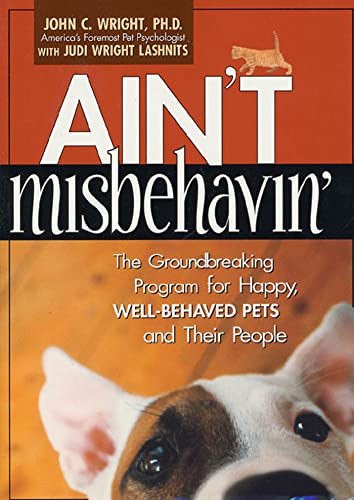 JOHN C. WRIGHT, PH.D.
America's Foremost Pet Psychologist
WITH JUDI WRIGHT LASHNITS
AIN'T
misbehavin'
The Groundbreaking
Program for Happy,
WELL-BEHAVED PETS
and Their People